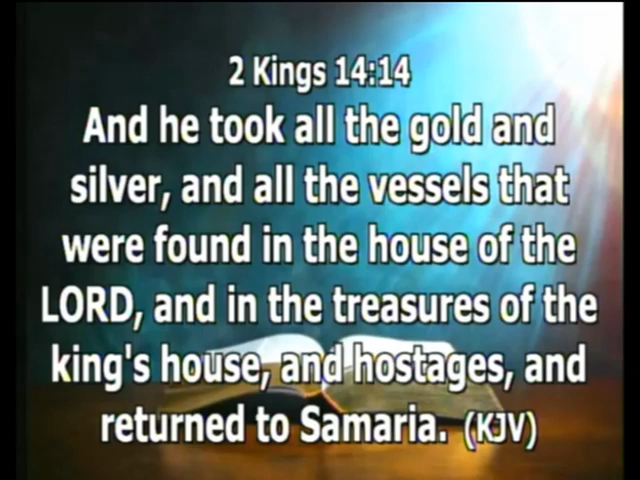 2 Kings 14:14
And he took all the gold and
silver, and all the vessels that
were found in the house of the
LORD, and in the treasures of the
king's house, and hostages, and
returned to Samaria. (KJV)